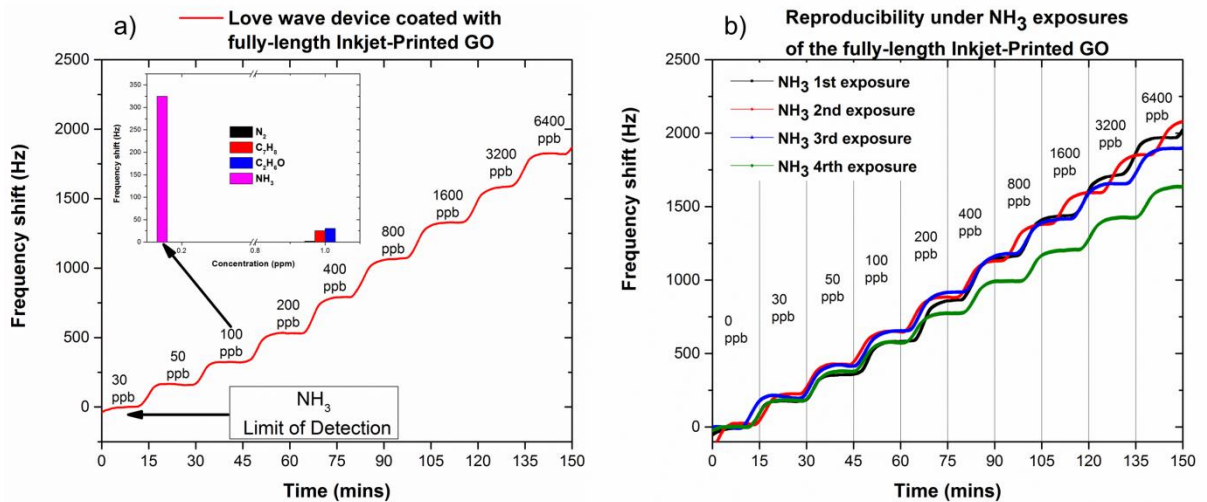 a)
Love wave device coated with
fully-length Inkjet-Printed GO
2500
2000
1500
1000
500
0
Frequency shift (Hz)
0 15 30 45 60 75 90 105 120 135 150
Time (mins)
30
ppb
50
ppb
100
ppb
200
ppb
400
ppb
800
ppb
1600
ppb
3200
ppb
6400
ppb
NH3
Limit of Detection
350
300
250
200
150
100
50
0
Frequency shift (Hz)
0.2 0.8 1.0
Concentration (ppm)
N2
C7H8
C2H6O
NH3
b)
Reproducibility under NH3 exposures
of the fully-length Inkjet-Printed GO
2500
2000
1500
1000
500
0
Frequency shift (Hz)
0 15 30 45 60 75 90 105 120 135 150
Time (mins)
NH3 1st exposure
NH3 2nd exposure
NH3 3rd exposure
NH3 4rth exposure
0
ppb
30
ppb
50
ppb
100
ppb
200
ppb
400
ppb
800
ppb
1600
ppb
3200
ppb
6400
ppb